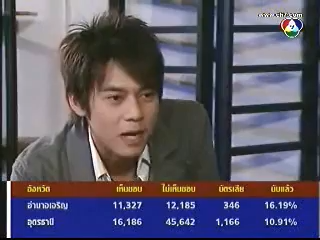 จังหวัด เห็นชอบ ไม่เห็นชอบ บัตรเสีย นับแล้ว
อำนาจเจริญ 11,327 12,185 346 16.19%
อุดรธานี 16,186 45,642 1,166 10.91%